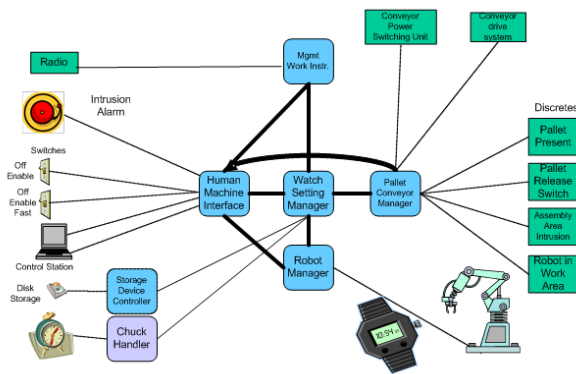 Conveyor
Power
Switching Unit
Conveyor
drive
system
Radio
Mgmt
Work Instr.
Intrusion
Alarm
Discretes
Pallet
Present
Switches
Off
Enable
Human
Machine
Interface
Watch
Setting
Manager
Pallet
Conveyor
Manager
Pallet
Release
Switch
Off
Enable
Fast
Assembly
Area
Intrusion
Control Station
Robot
Manager
Robot in
Work
Area
Disk
Storage
Storage
Device
Controller
Chuck
Handler
10:54